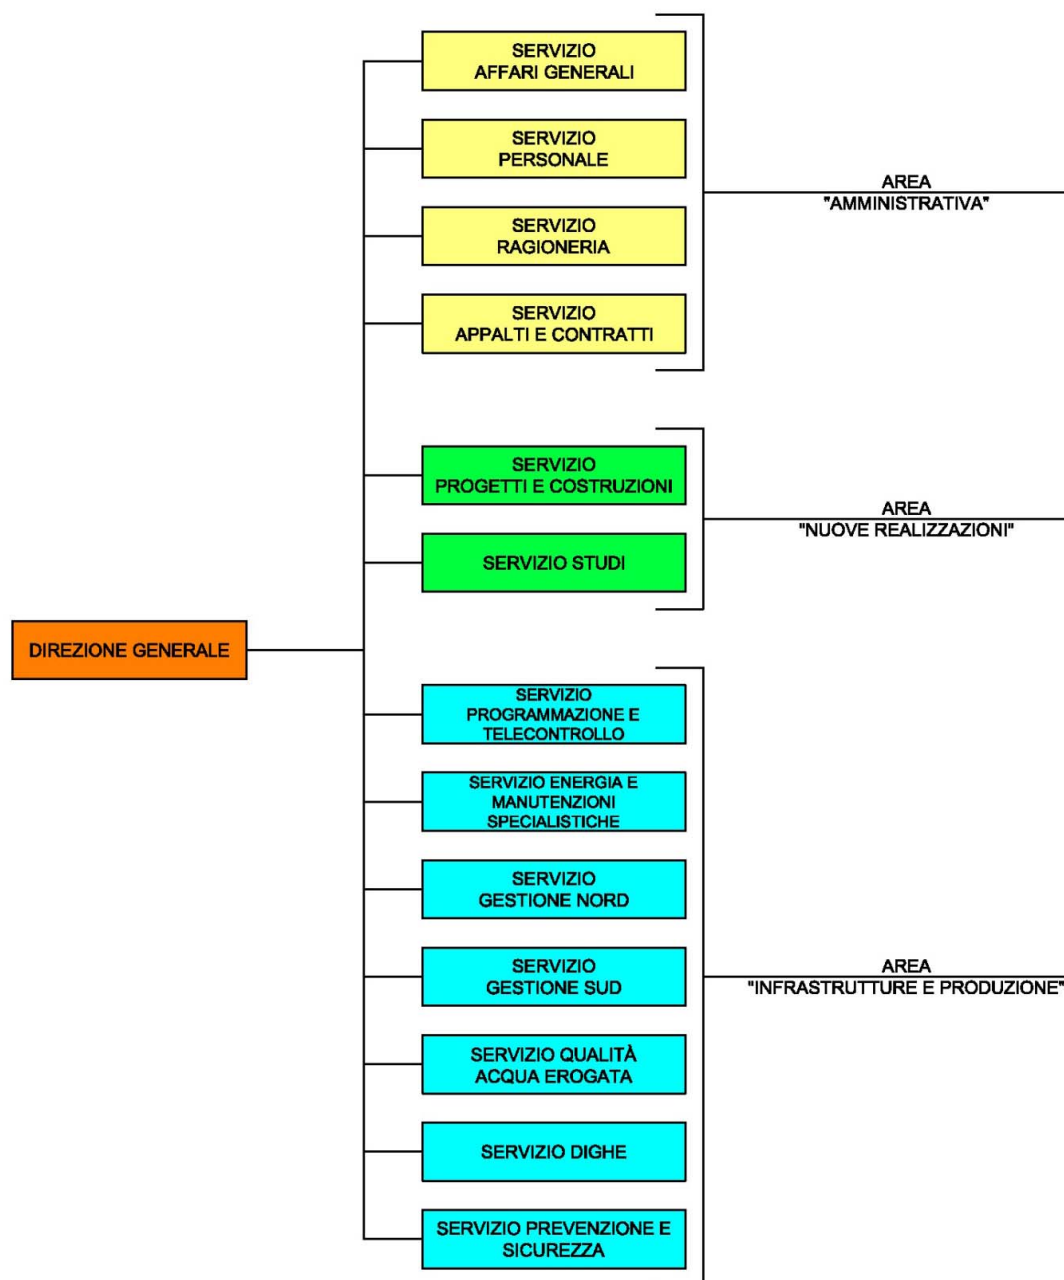 SERVIZIO
AFFARI GENERALI
SERVIZIO
PERSONALE
AREA
"AMMINISTRATIVA"
SERVIZIO
RAGIONERIA
SERVIZIO
APPALTI E CONTRATTI
SERVIZIO
PROGETTI E COSTRUZIONI
AREA
"NUOVE REALIZZAZIONI"
SERVIZIO STUDI
DIREZIONE GENERALE
SERVIZIO
PROGRAMMAZIONE E
TELECONTROLLO
SERVIZIO ENERGIA E
MANUTENZIONI
SPECIALISTICHE
SERVIZIO
GESTIONE NORD
SERVIZIO
GESTIONE SUD
AREA
"INFRASTRUTTURE E PRODUZIONE"
SERVIZIO QUALITÀ
ACQUA EROGATA
SERVIZIO DIGHE
SERVIZIO PREVENZIONE E
SICUREZZA